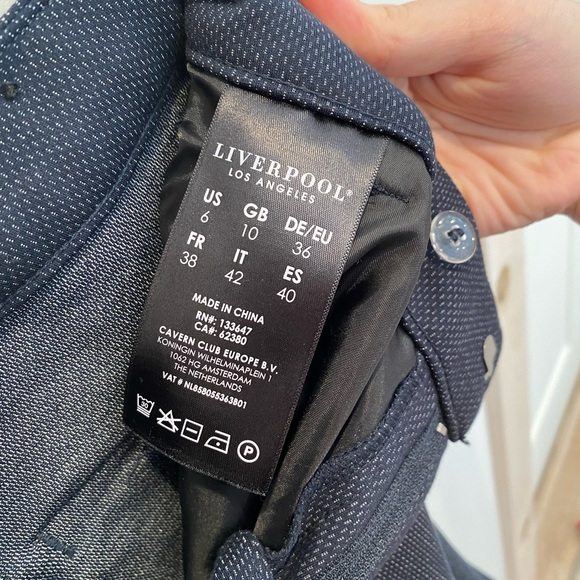 LIVERPOOL®
LOS ANGELES
US GB DE/EU
6 10 36
FR IT ES
38 42 40
MADE IN CHINA
RN#: 133647
CA#: 62380
CAVERN CLUB EUROPE B.V.
KONINGIN WILHELMINAPLEIN 1
1062 HG AMSTERDAM
THE NETHERLANDS
VAT # NL858055363B01
P